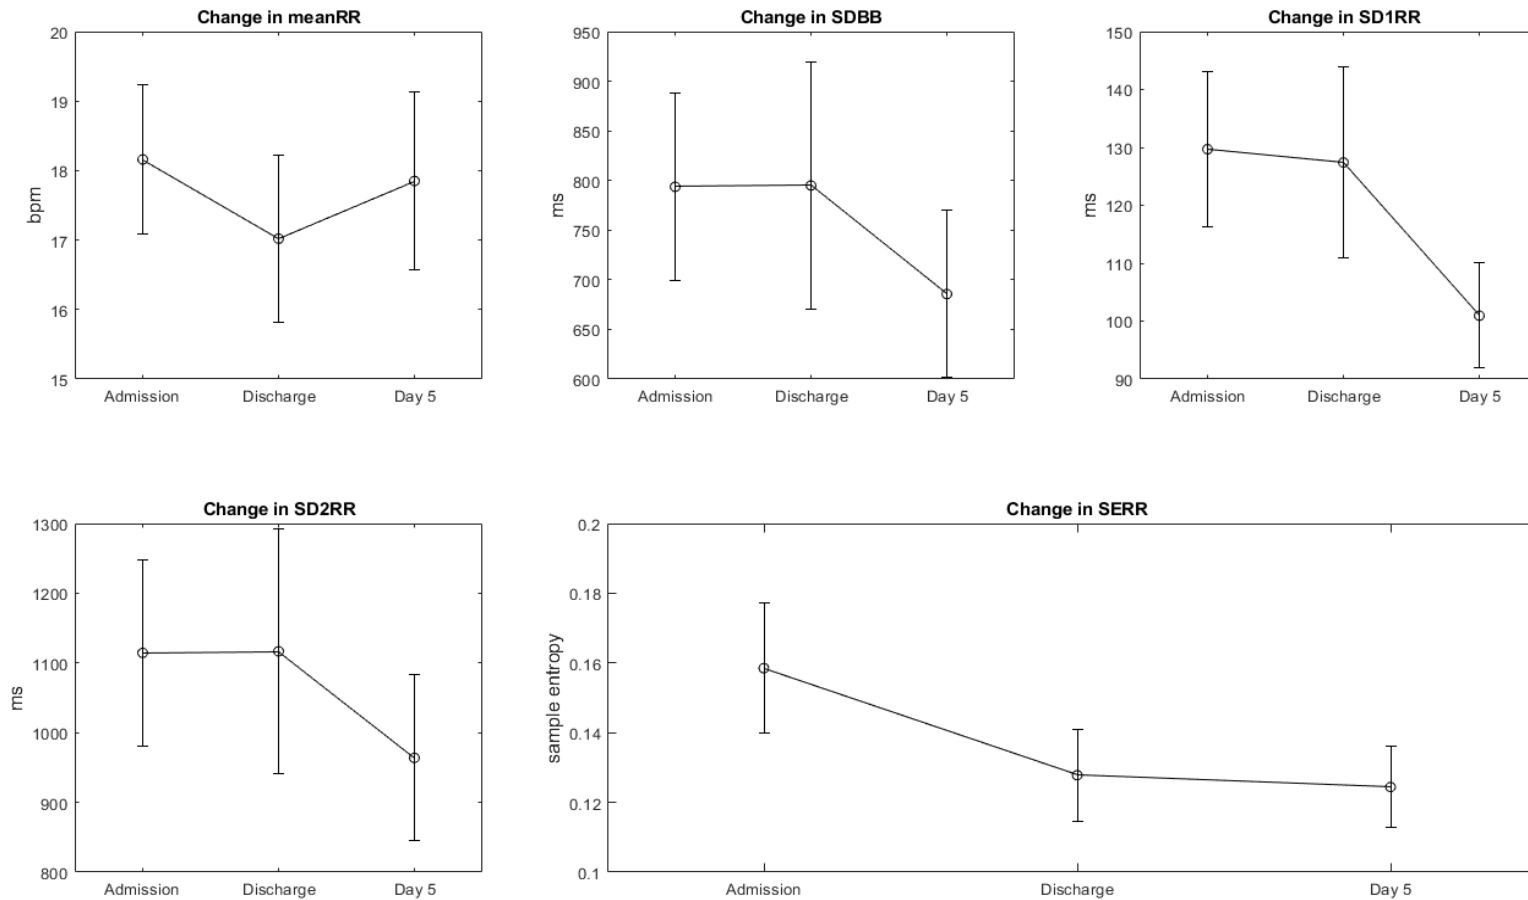 Change in meanRR
20
19
18
17
16
15
bpm
Admission
Discharge
Day 5
Change in SDBB
950
900
850
800
750
700
650
600
ms
Admission
Discharge
Day 5
Change in SD1RR
150
140
130
120
110
100
90
ms
Admission
Discharge
Day 5
Change in SD2RR
1300
1200
1100
1000
900
800
ms
Admission
Discharge
Day 5
Change in SERR
0.2
0.18
0.16
0.14
0.12
0.1
sample entropy
Admission
Discharge
Day 5